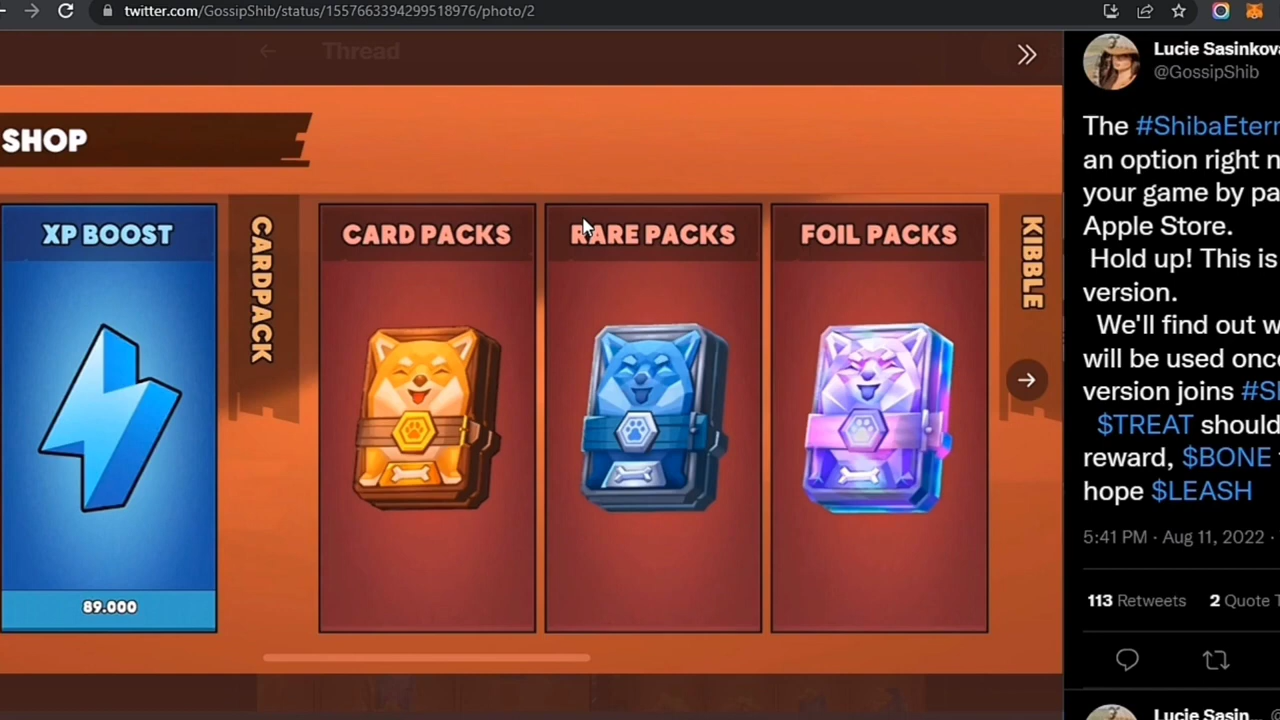 twitter.com/GossipShib/status/1557663394299518976/photo/2
Thread
SHOP
XP BOOST
89.000
CARDPACK
CARD PACKS
RARE PACKS
FOIL PACKS
KIBBLE
Lucie Sasinkova
@GossipShib
The #ShibaEterr
an option right n
your game by pa
Apple Store.
Hold up! This is
version.
We'll find out w
will be used once
version joins #S
$TREAT should
reward, $BONE
hope $LEASH
5:41 PM · Aug 11, 2022 ·
113 Retweets 2 Quote T
Lucie Sasin...